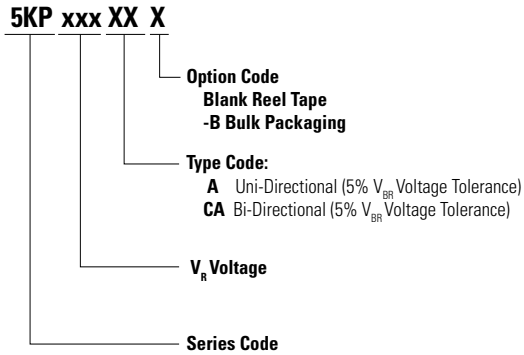 5KP xxx XX X
Option Code
Blank Reel Tape
-B Bulk Packaging
Type Code:
A Uni-Directional (5% VBR Voltage Tolerance)
CA Bi-Directional (5% VBR Voltage Tolerance)
VR Voltage
Series Code